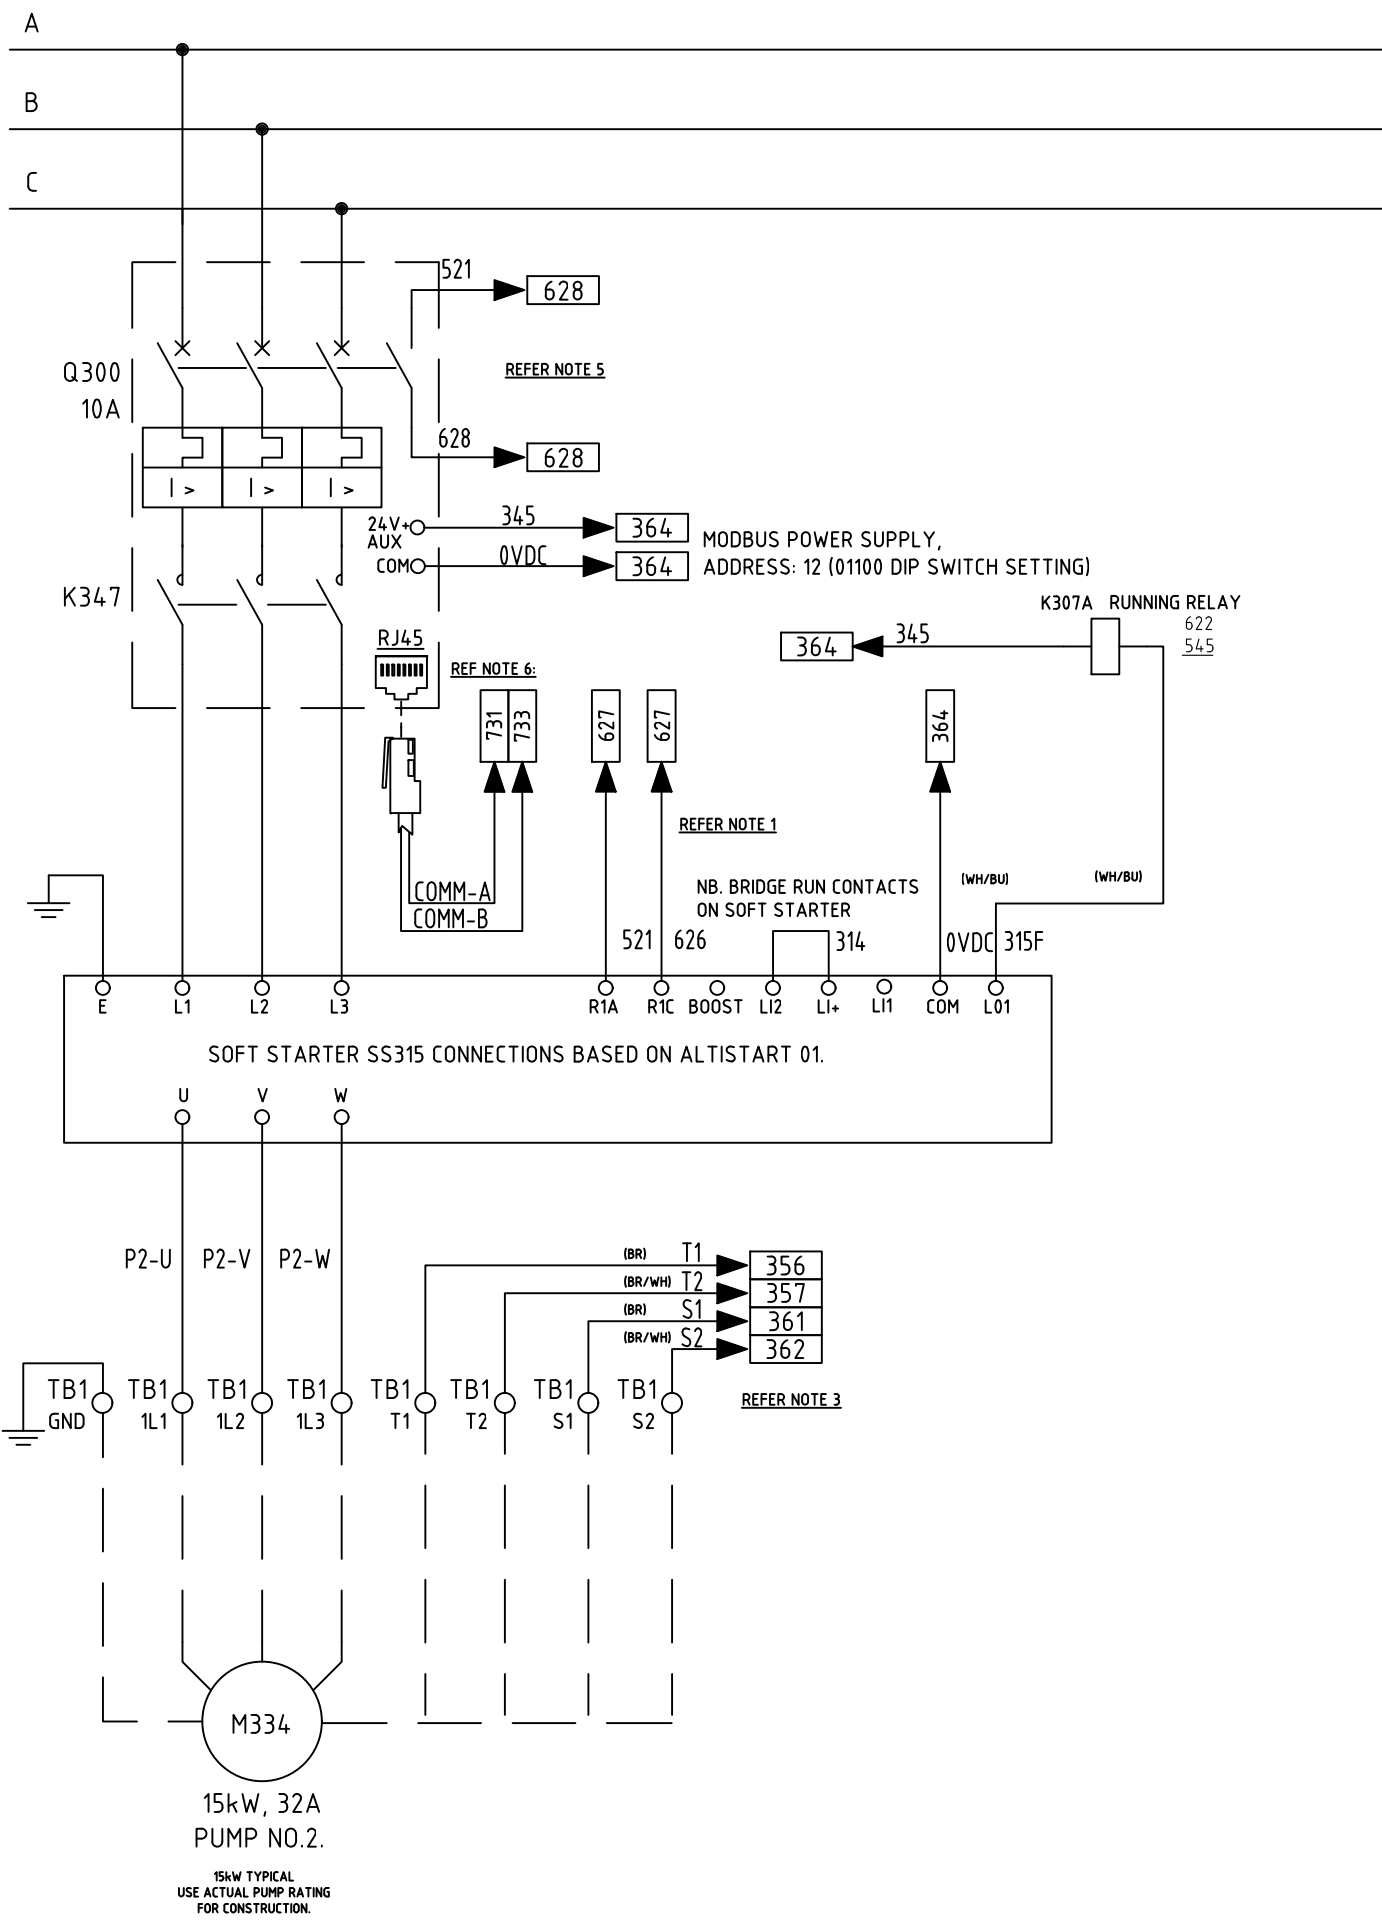 A
B
C
521
628
Q300
10A
REFER NOTE 5
628
628
I >
I >
I >
24V+
AUX
345
364
MODBUS POWER SUPPLY,
COM
0VDC
364
ADDRESS: 12 (01100 DIP SWITCH SETTING)
K347
K307A RUNNING RELAY
622
545
364
345
RJ45
REF NOTE 6:
731
733
627
627
364
REFER NOTE 1
(WH/BU)
(WH/BU)
COMM-A
COMM-B
NB. BRIDGE RUN CONTACTS
ON SOFT STARTER
521
626
314
0VDC
315F
E
L1
L2
L3
R1A
R1C
BOOST
LI2
LI+
LI1
COM
L01
SOFT STARTER SS315 CONNECTIONS BASED ON ALTISTART 01.
U
V
W
P2-U
P2-V
P2-W
(BR)
T1
356
(BR/WH)
T2
357
(BR)
S1
361
(BR/WH)
S2
362
TB1
GND
TB1
1L1
TB1
1L2
TB1
1L3
TB1
T1
TB1
T2
TB1
S1
TB1
S2
REFER NOTE 3
M334
15kW, 32A
PUMP NO.2.
15kW TYPICAL
USE ACTUAL PUMP RATING
FOR CONSTRUCTION.